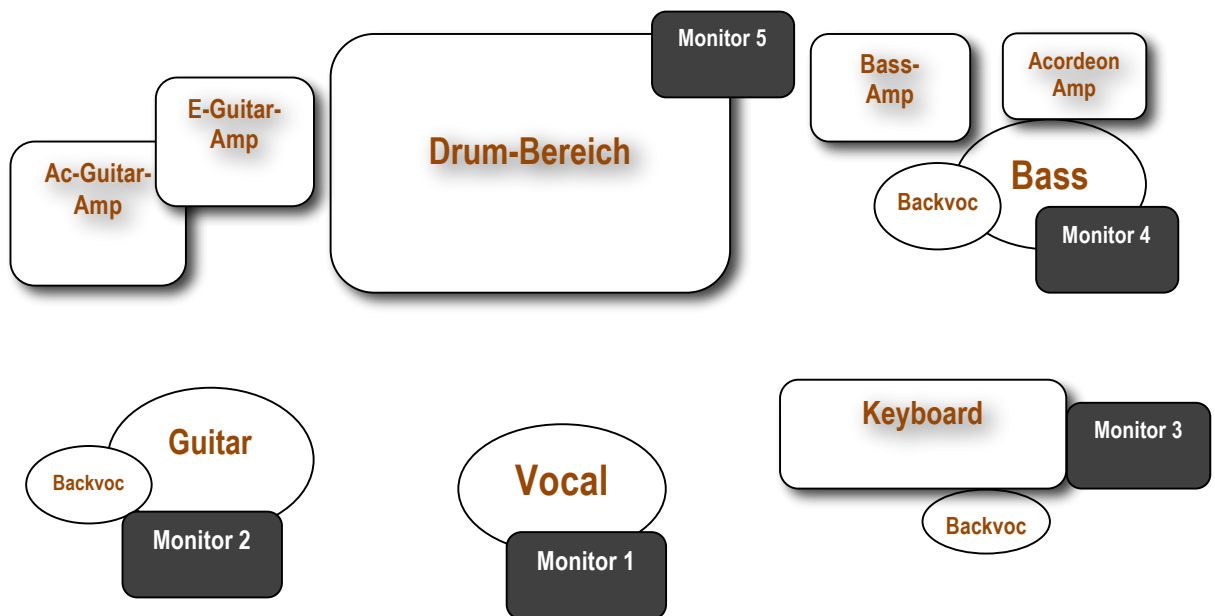 Monitor 5
Bass-
Amp
Acordeon
Amp
E-Guitar-
Amp
Drum-Bereich
Ac-Guitar-
Amp
Bass
Backvoc
Monitor 4
Guitar
Backvoc
Monitor 2
Vocal
Monitor 1
Keyboard
Monitor 3
Backvoc